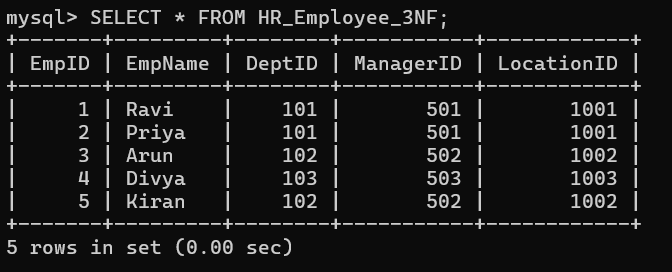 mysql> SELECT * FROM HR_Employee_3NF;
+-------+---------+--------+-----------+------------+
| EmpID | EmpName | DeptID | ManagerID | LocationID |
+-------+---------+--------+-----------+------------+
|     1 | Ravi    |    101 |       501 |       1001 |
|     2 | Priya   |    101 |       501 |       1001 |
|     3 | Arun    |    102 |       502 |       1002 |
|     4 | Divya   |    103 |       503 |       1003 |
|     5 | Kiran   |    102 |       502 |       1002 |
+-------+---------+--------+-----------+------------+
5 rows in set (0.00 sec)